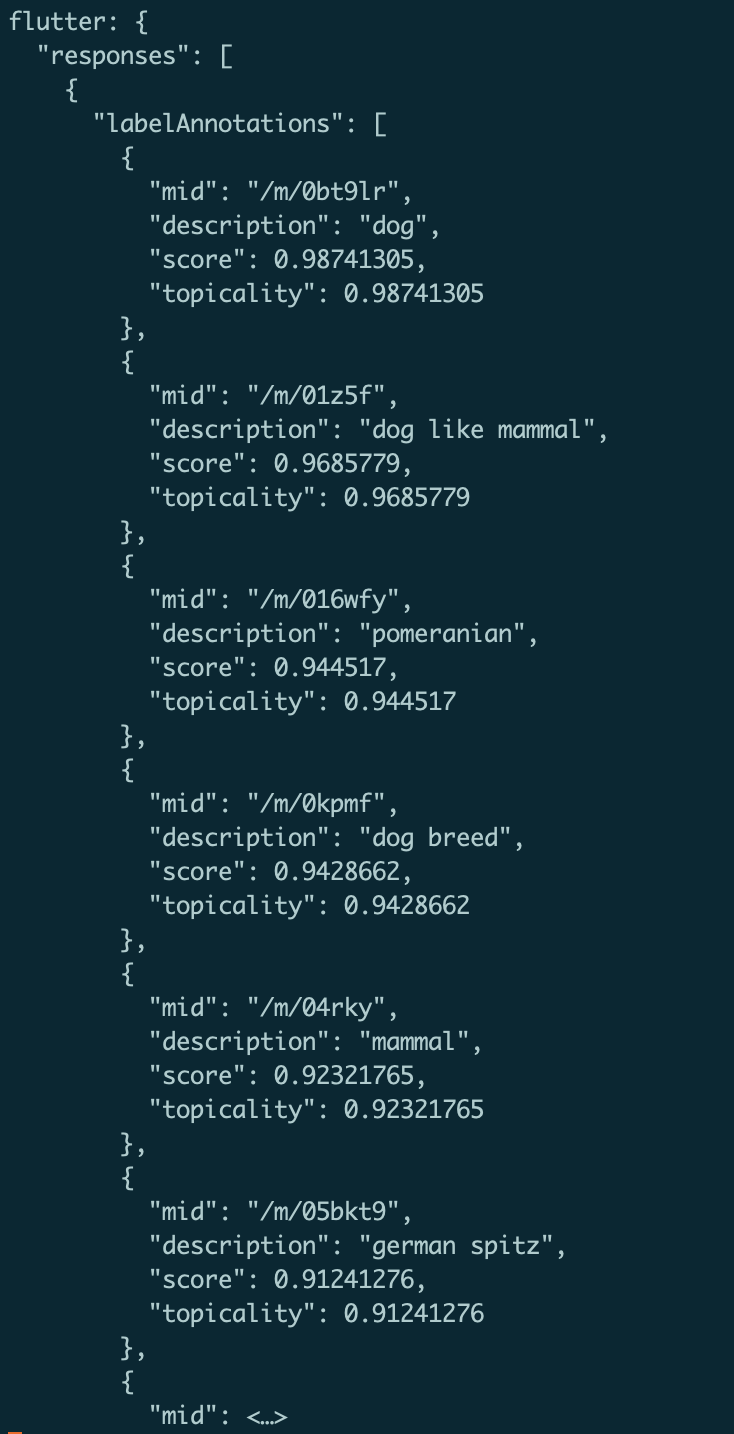 flutter: {
  "responses": [
    {
      "labelAnnotations": [
        {
          "mid": "/m/0bt9lr",
          "description": "dog",
          "score": 0.98741305,
          "topicality": 0.98741305
        },
        {
          "mid": "/m/01z5f",
          "description": "dog like mammal",
          "score": 0.9685779,
          "topicality": 0.9685779
        },
        {
          "mid": "/m/016wfy",
          "description": "pomeranian",
          "score": 0.944517,
          "topicality": 0.944517
        },
        {
          "mid": "/m/0kpmf",
          "description": "dog breed",
          "score": 0.9428662,
          "topicality": 0.9428662
        },
        {
          "mid": "/m/04rky",
          "description": "mammal",
          "score": 0.92321765,
          "topicality": 0.92321765
        },
        {
          "mid": "/m/05bkt9",
          "description": "german spitz",
          "score": 0.91241276,
          "topicality": 0.91241276
        },
        {
          "mid": <…>